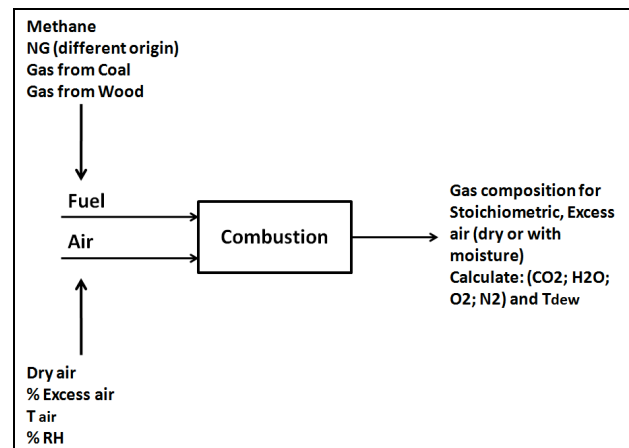 Methane
NG (different origin)
Gas from Coal
Gas from Wood
Fuel
Air
Combustion
Gas composition for
Stoichiometric, Excess
air (dry or with
moisture)
Calculate: (CO2; H2O;
O2; N2) and Tdew
Dry air
% Excess air
T air
% RH